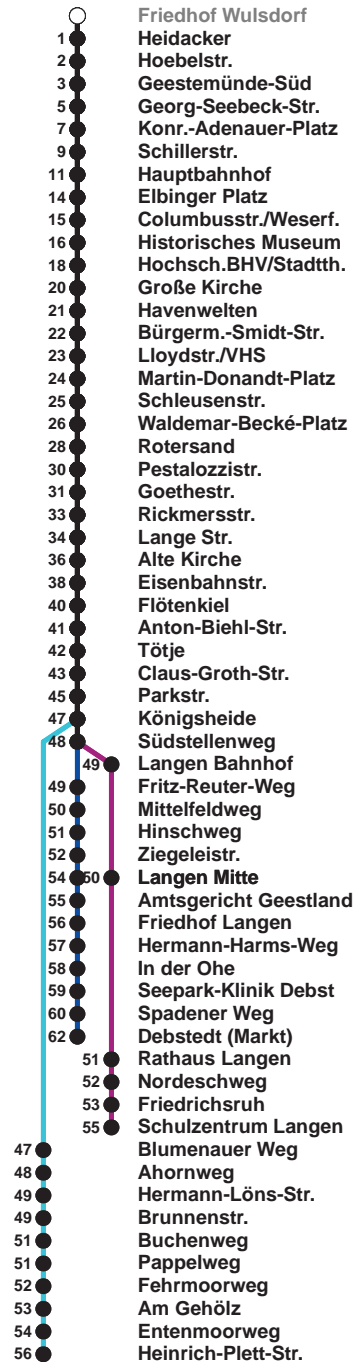 Friedhof Wulsdorf
1 Heidacker
2 Hoebelstr.
3 Geestemünde-Süd
5 Georg-Seebeck-Str.
7 Konr.-Adenauer-Platz
9 Schillerstr.
11 Hauptbahnhof
14 Elbinger Platz
15 Columbusstr./Weserf.
16 Historisches Museum
18 Hochsch.BHV/Stadtth.
20 Große Kirche
21 Havenwelten
22 Bürgerm.-Smidt-Str.
23 Lloydstr./VHS
24 Martin-Donandt-Platz
25 Schleusenstr.
26 Waldemar-Becké-Platz
28 Rotersand
30 Pestalozzistr.
31 Goethestr.
33 Rickmersstr.
34 Lange Str.
36 Alte Kirche
38 Eisenbahnstr.
40 Flötenkiel
41 Anton-Biehl-Str.
42 Tötje
43 Claus-Groth-Str.
45 Parkstr.
47 Königsheide
48 Südstellenweg
49 Langen Bahnhof
49 Fritz-Reuter-Weg
50 Mittelfeldweg
51 Hinschweg
52 Ziegeleistr.
54 50 Langen Mitte
55 Amtsgericht Geestland
56 Friedhof Langen
57 Hermann-Harms-Weg
58 In der Ohe
59 Seepark-Klinik Debst
60 Spadener Weg
62 Debstedt (Markt)
51 Rathaus Langen
52 Nordeschweg
53 Friedrichsruh
55 Schulzentrum Langen
47 Blumenauer Weg
48 Ahornweg
49 Hermann-Löns-Str.
49 Brunnenstr.
51 Buchenweg
51 Pappelweg
52 Fehrmoorweg
53 Am Gehölz
54 Entenmoorweg
56 Heinrich-Plett-Str.